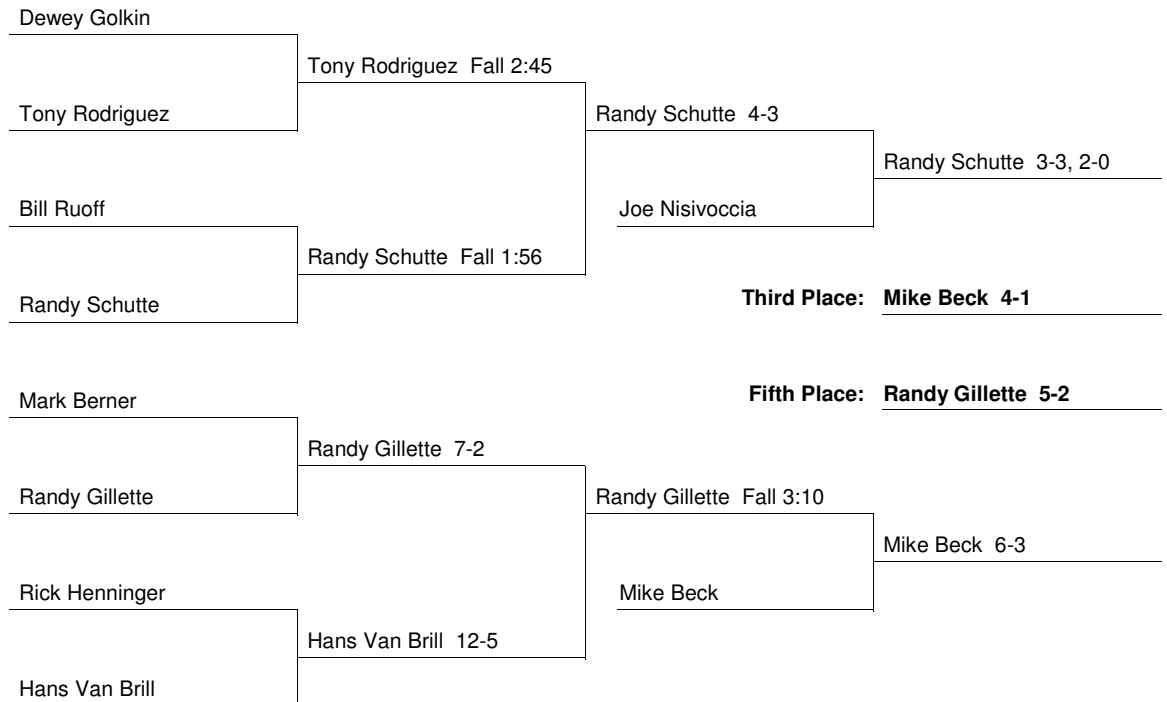 Dewey Golkin
Tony Rodriguez  Fall 2:45
Tony Rodriguez
Randy Schutte  4-3
Randy Schutte  3-3, 2-0
Bill Ruoff
Joe Nisivoccia
Randy Schutte  Fall 1:56
Randy Schutte
Third Place:  Mike Beck  4-1
Mark Berner
Fifth Place:  Randy Gillette  5-2
Randy Gillette  7-2
Randy Gillette
Randy Gillette  Fall 3:10
Mike Beck  6-3
Rick Henninger
Mike Beck
Hans Van Brill  12-5
Hans Van Brill